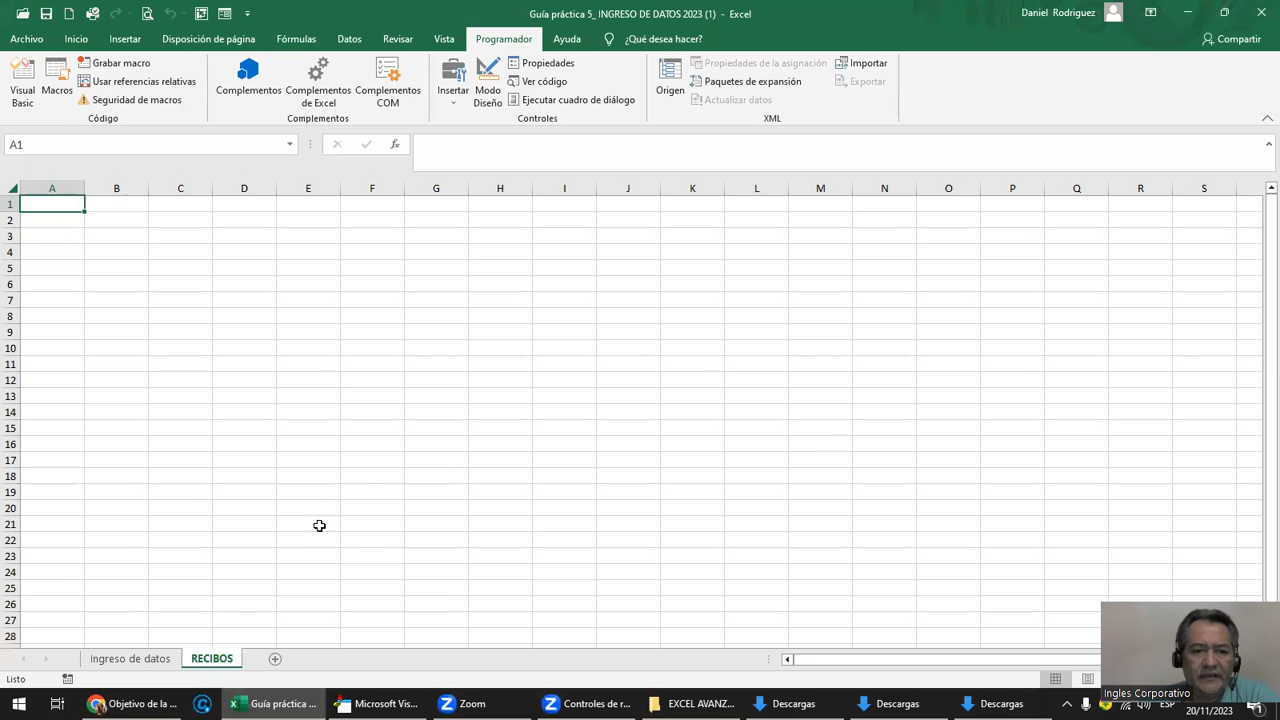 Guía práctica 5_ INGRESO DE DATOS 2023 (1) - Excel
Daniel Rodriguez
Archivo Inicio Insertar Disposición de página Fórmulas Datos Revisar Vista Programador Ayuda ¿Qué desea hacer? Compartir
Visual Basic
Macros
Grabar macro
Usar referencias relativas
Seguridad de macros
Código
Complementos
Complementos de Excel
Complementos COM
Complementos
Insertar
Modo Diseño
Propiedades
Ver código
Ejecutar cuadro de diálogo
Controles
Origen
Propiedades de la asignación
Paquetes de expansión
Actualizar datos
Importar
Exportar
XML
A1
fx
A B C D E F G H I J K L M N O P Q R S
1
2
3
4
5
6
7
8
9
10
11
12
13
14
15
16
17
18
19
20
21
22
23
24
25
26
27
28
Ingreso de datos RECIBOS
Listo
Ingles Corporativo
Objetivo de la ... Guía práctica ... Microsoft Vis... Zoom Controles de r... EXCEL AVANZ... Descargas Descargas Descargas ESP
20/11/2023